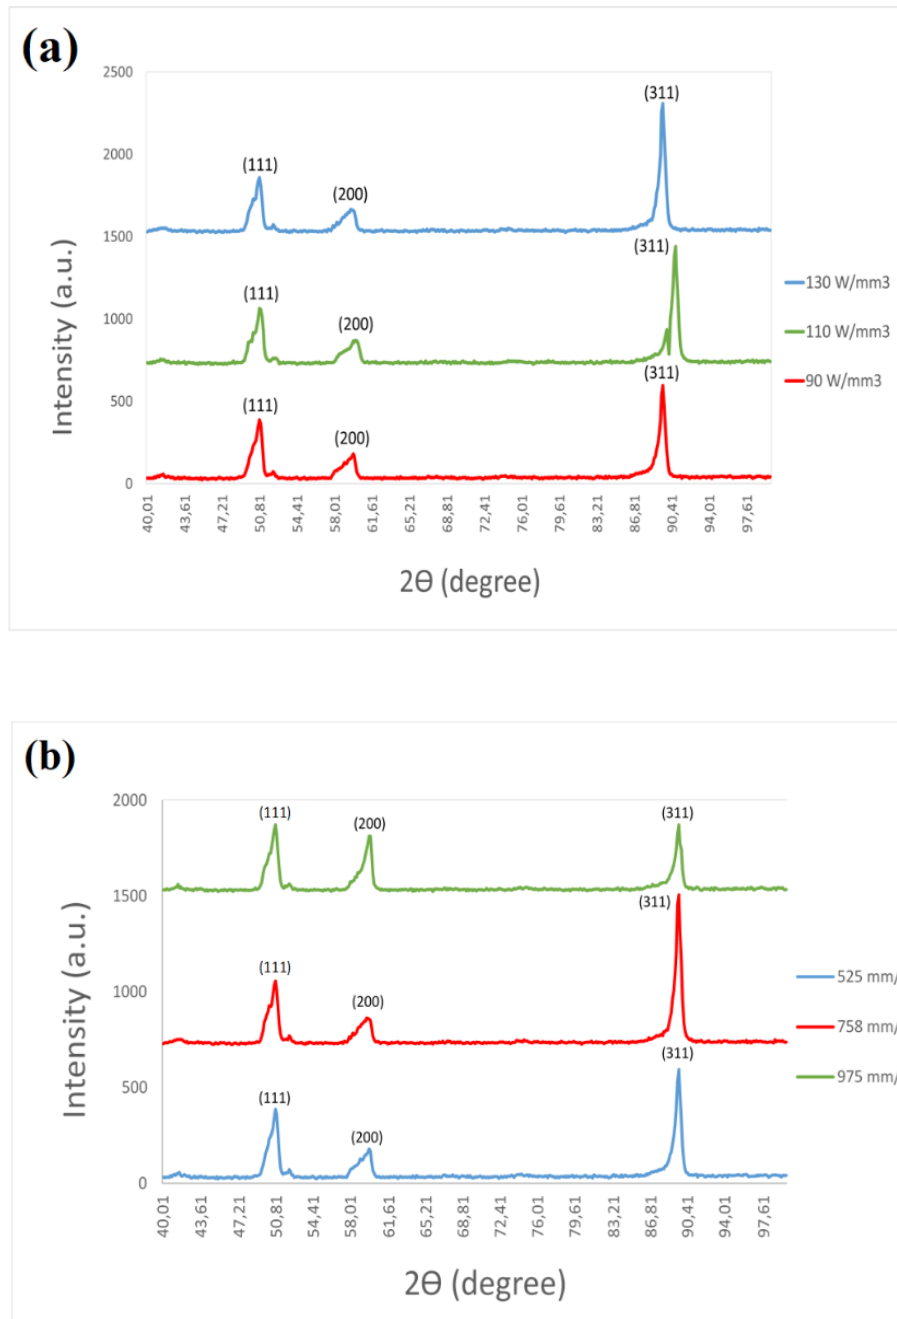 (a)
2500
2000
1500
1000
500
0
Intensity (a.u.)
(111)
(200)
(311)
(111)
(200)
(311)
(111)
(200)
(311)
130 W/mm3
110 W/mm3
90 W/mm3
40,01 43,61 47,21 50,81 54,41 58,01 61,61 65,21 68,81 72,41 76,01 79,61 83,21 86,81 90,41 94,01 97,61
2Θ (degree)
(b)
2000
1500
1000
500
0
Intensity (a.u.)
(111)
(200)
(311)
(111)
(200)
(311)
(111)
(200)
(311)
525 mm/
758 mm/
975 mm/
40,01 43,61 47,21 50,81 54,41 58,01 61,61 65,21 68,81 72,41 76,01 79,61 83,21 86,81 90,41 94,01 97,61
2Θ (degree)